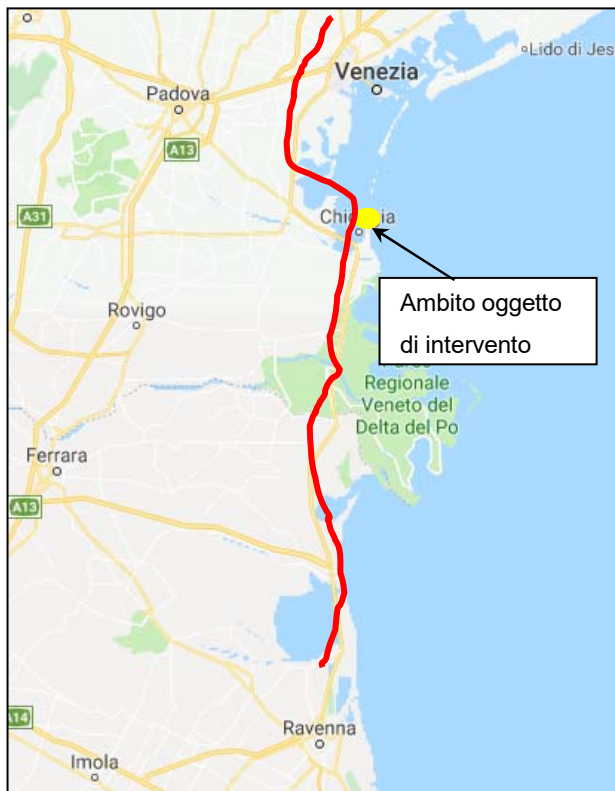 Lido di Jes
Venezia
Padova
A13
A31
Chi
a
Ambito oggetto
di intervento
Rovigo
Regionale
Veneto del
Delta del Po
Ferrara
A13
A14
Ravenna
Imola